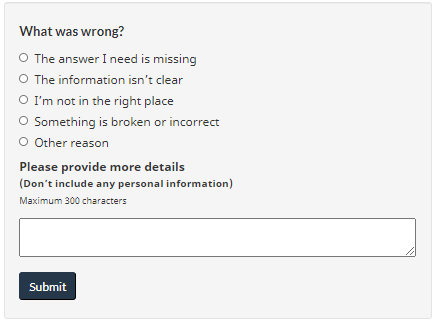 What was wrong?
The answer I need is missing
The information isn't clear
I'm not in the right place
Something is broken or incorrect
Other reason
Please provide more details
(Don't include any personal information)
Maximum 300 characters
Submit